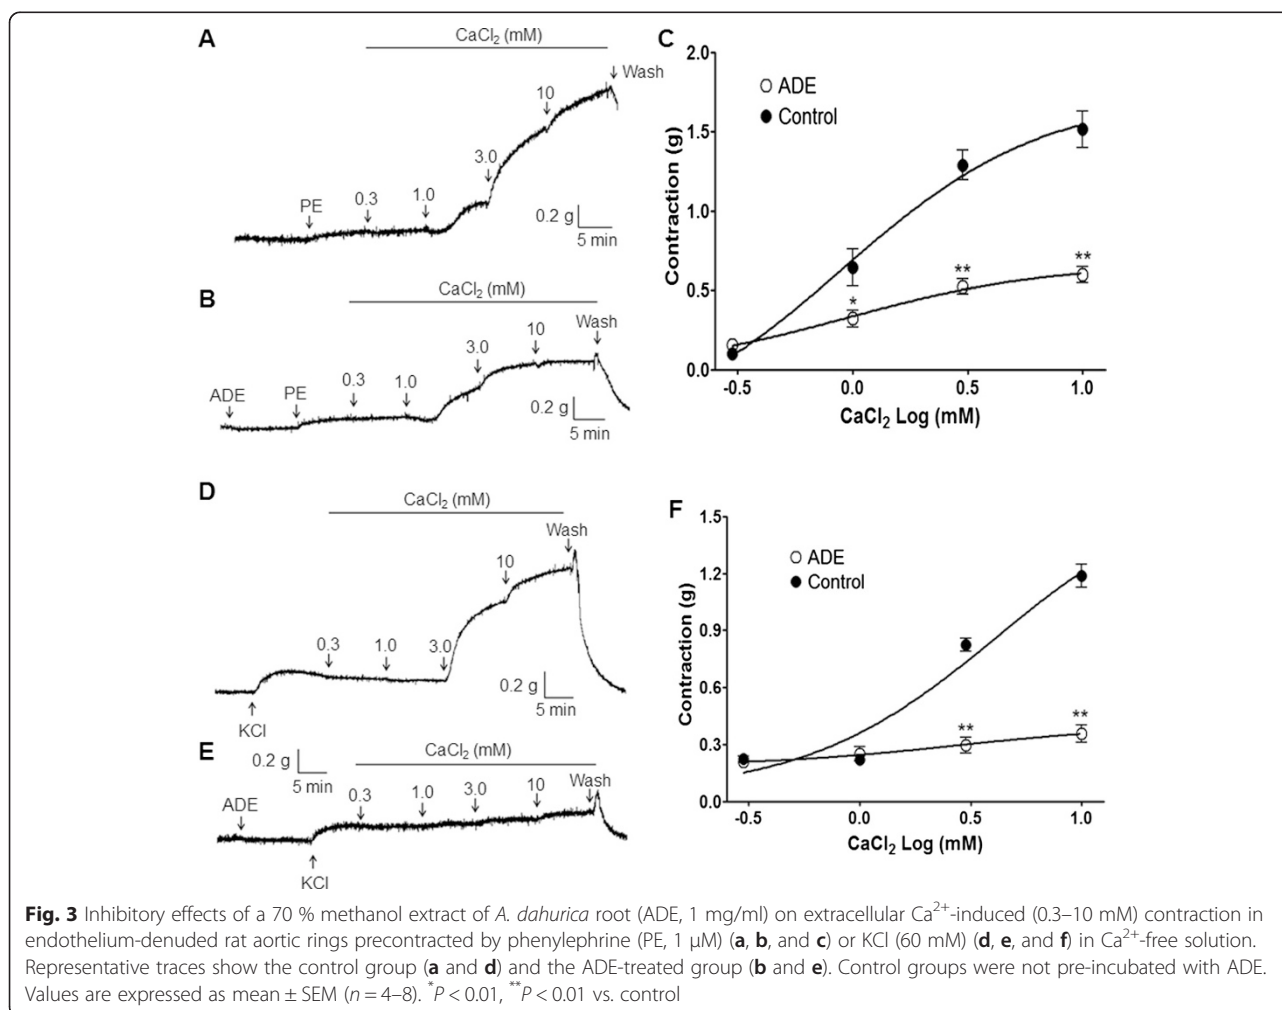 A
CaCl₂ (mM)
PE
0.3
1.0
3.0
10
Wash
0.2 g
5 min
B
CaCl₂ (mM)
ADE
PE
0.3
1.0
3.0
10
Wash
0.2 g
5 min
C
2.0
1.5
1.0
0.5
0.0
Contraction (g)
ADE
Control
*
**
**
-0.5
0.0
0.5
1.0
CaCl₂ Log (mM)
D
CaCl₂ (mM)
KCl
0.3
1.0
3.0
10
Wash
0.2 g
5 min
E
0.2 g
5 min
CaCl₂ (mM)
ADE
KCl
0.3
1.0
3.0
10
Wash
F
1.5
1.2
0.9
0.6
0.3
0.0
Contraction (g)
ADE
Control
**
**
-0.5
0.0
0.5
1.0
CaCl₂ Log (mM)
Fig. 3 Inhibitory effects of a 70 % methanol extract of A. dahurica root (ADE, 1 mg/ml) on extracellular Ca²⁺-induced (0.3–10 mM) contraction in
endothelium-denuded rat aortic rings precontracted by phenylephrine (PE, 1 μM) (a, b, and c) or KCl (60 mM) (d, e, and f) in Ca²⁺-free solution.
Representative traces show the control group (a and d) and the ADE-treated group (b and e). Control groups were not pre-incubated with ADE.
Values are expressed as mean ± SEM (n = 4–8). *P < 0.01, **P < 0.01 vs. control